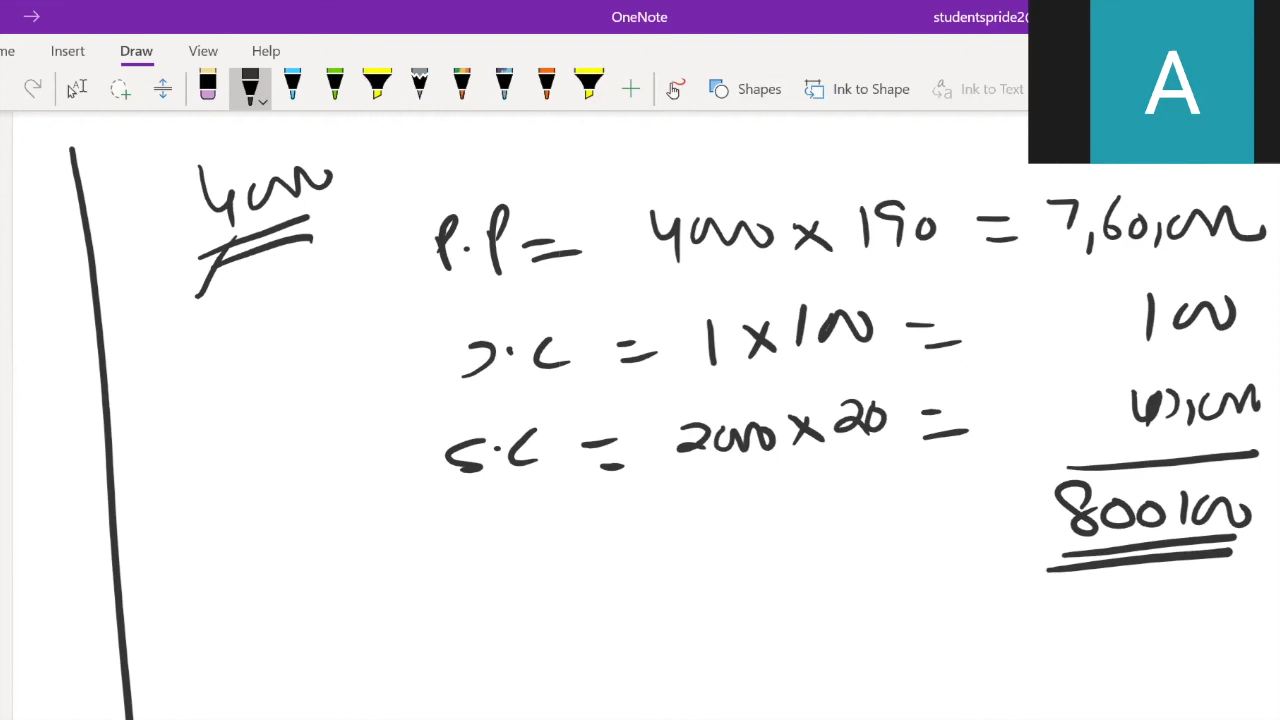 OneNote
studentspride2@
me Insert Draw View Help
Shapes Ink to Shape Ink to Text
A
4000
P.P = 4000 x 190 = 7,60,000
O.C = 1 x 100 = 100
S.C = 2000 x 20 = 40,000
800100